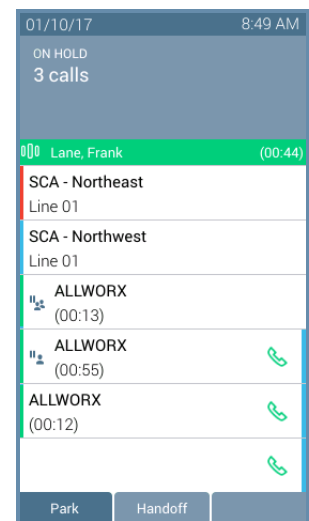 01/10/17 8:49 AM
ON HOLD
3 calls
Lane, Frank (00:44)
SCA - Northeast
Line 01
SCA - Northwest
Line 01
ALLWORX
(00:13)
ALLWORX
(00:55)
ALLWORX
(00:12)
Park Handoff